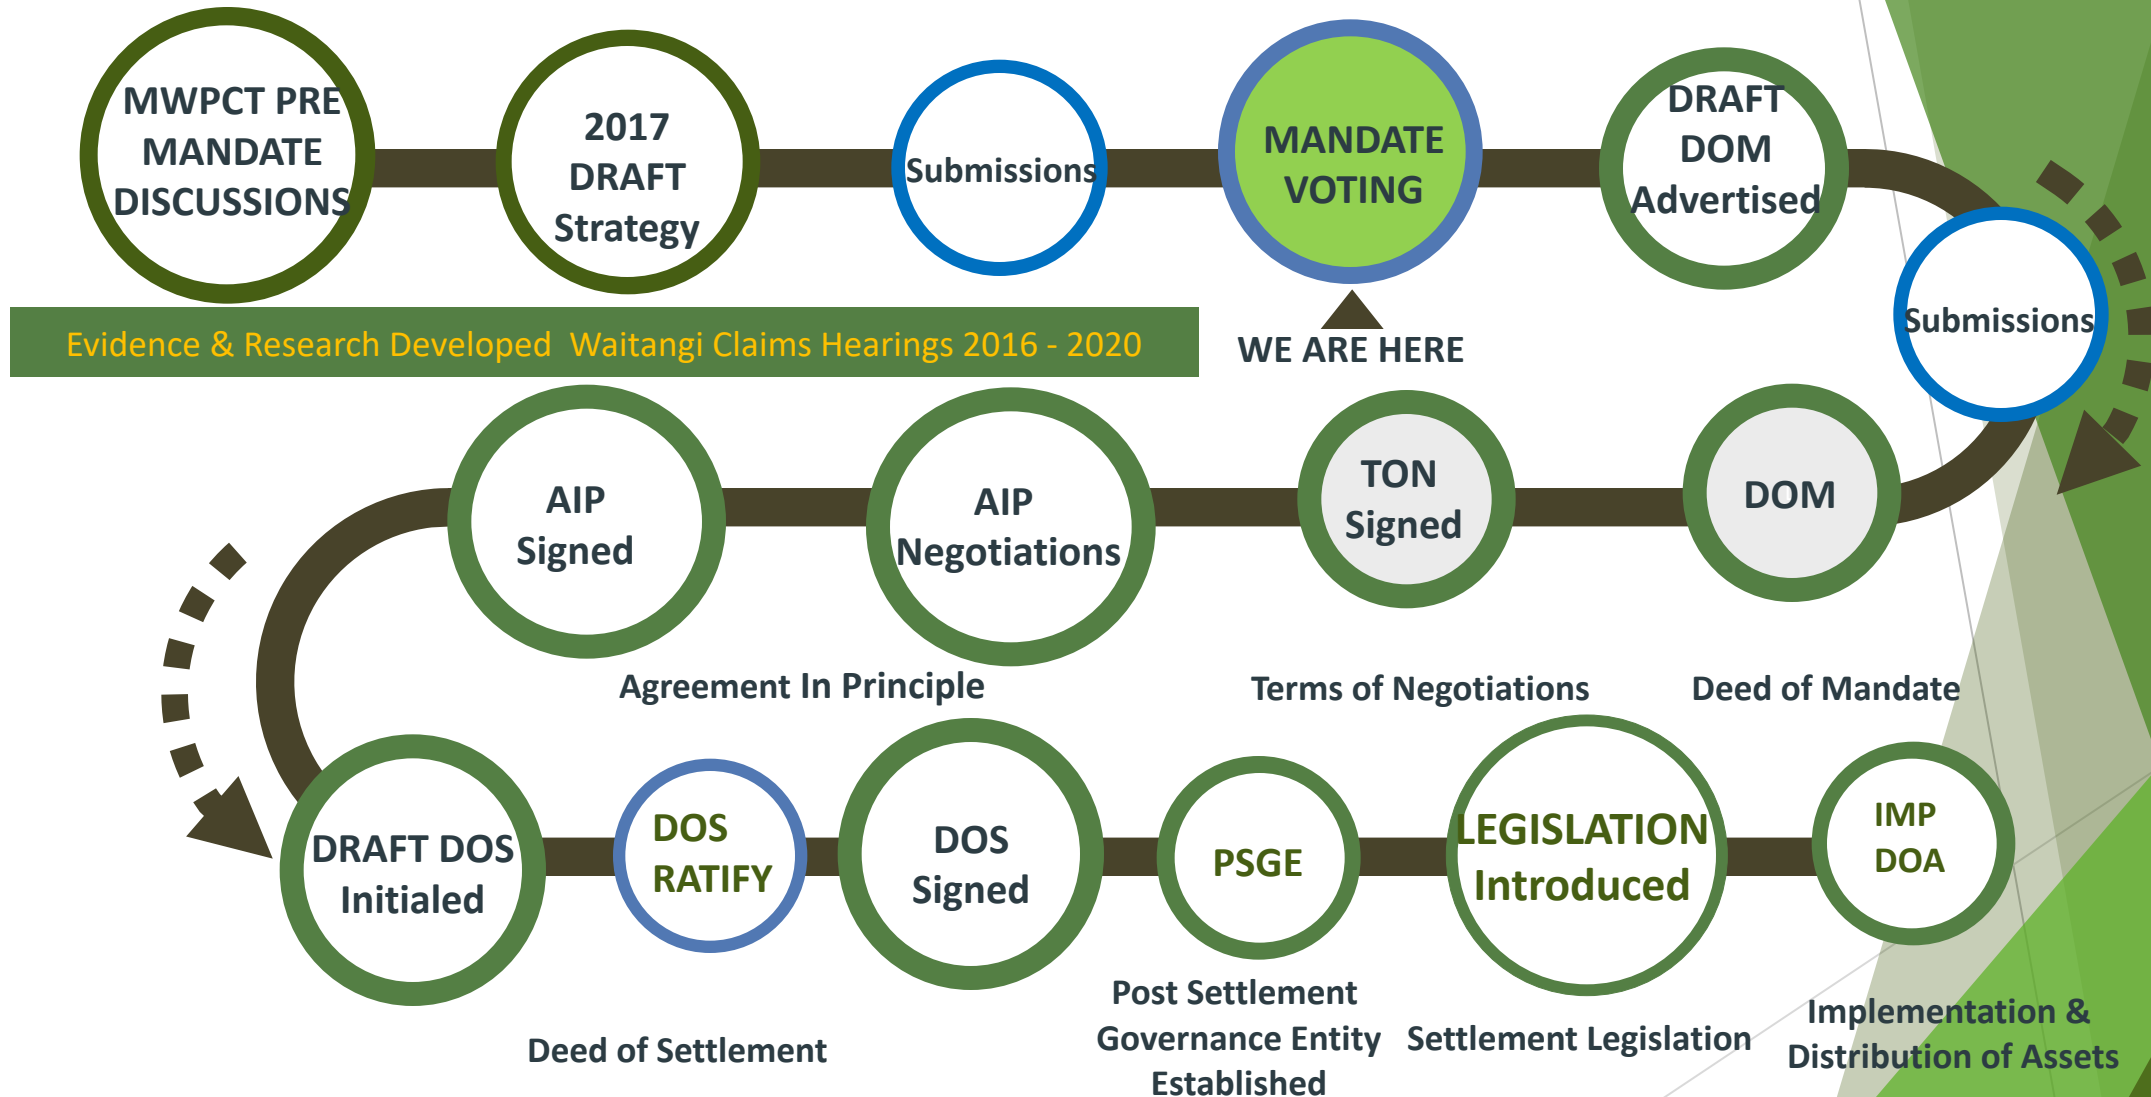 MWPCT PRE
MANDATE
DISCUSSIONS
2017
DRAFT
Strategy
Submissions
MANDATE
VOTING
DRAFT
DOM
Advertised
Submissions
Evidence & Research Developed  Waitangi Claims Hearings 2016 - 2020
WE ARE HERE
DOM
TON
Signed
AIP
Negotiations
AIP
Signed
Agreement In Principle
Terms of Negotiations
Deed of Mandate
DRAFT DOS
Initialed
DOS
RATIFY
DOS
Signed
PSGE
LEGISLATION
Introduced
IMP
DOA
Deed of Settlement
Post Settlement
Governance Entity
Established
Settlement Legislation
Implementation &
Distribution of Assets